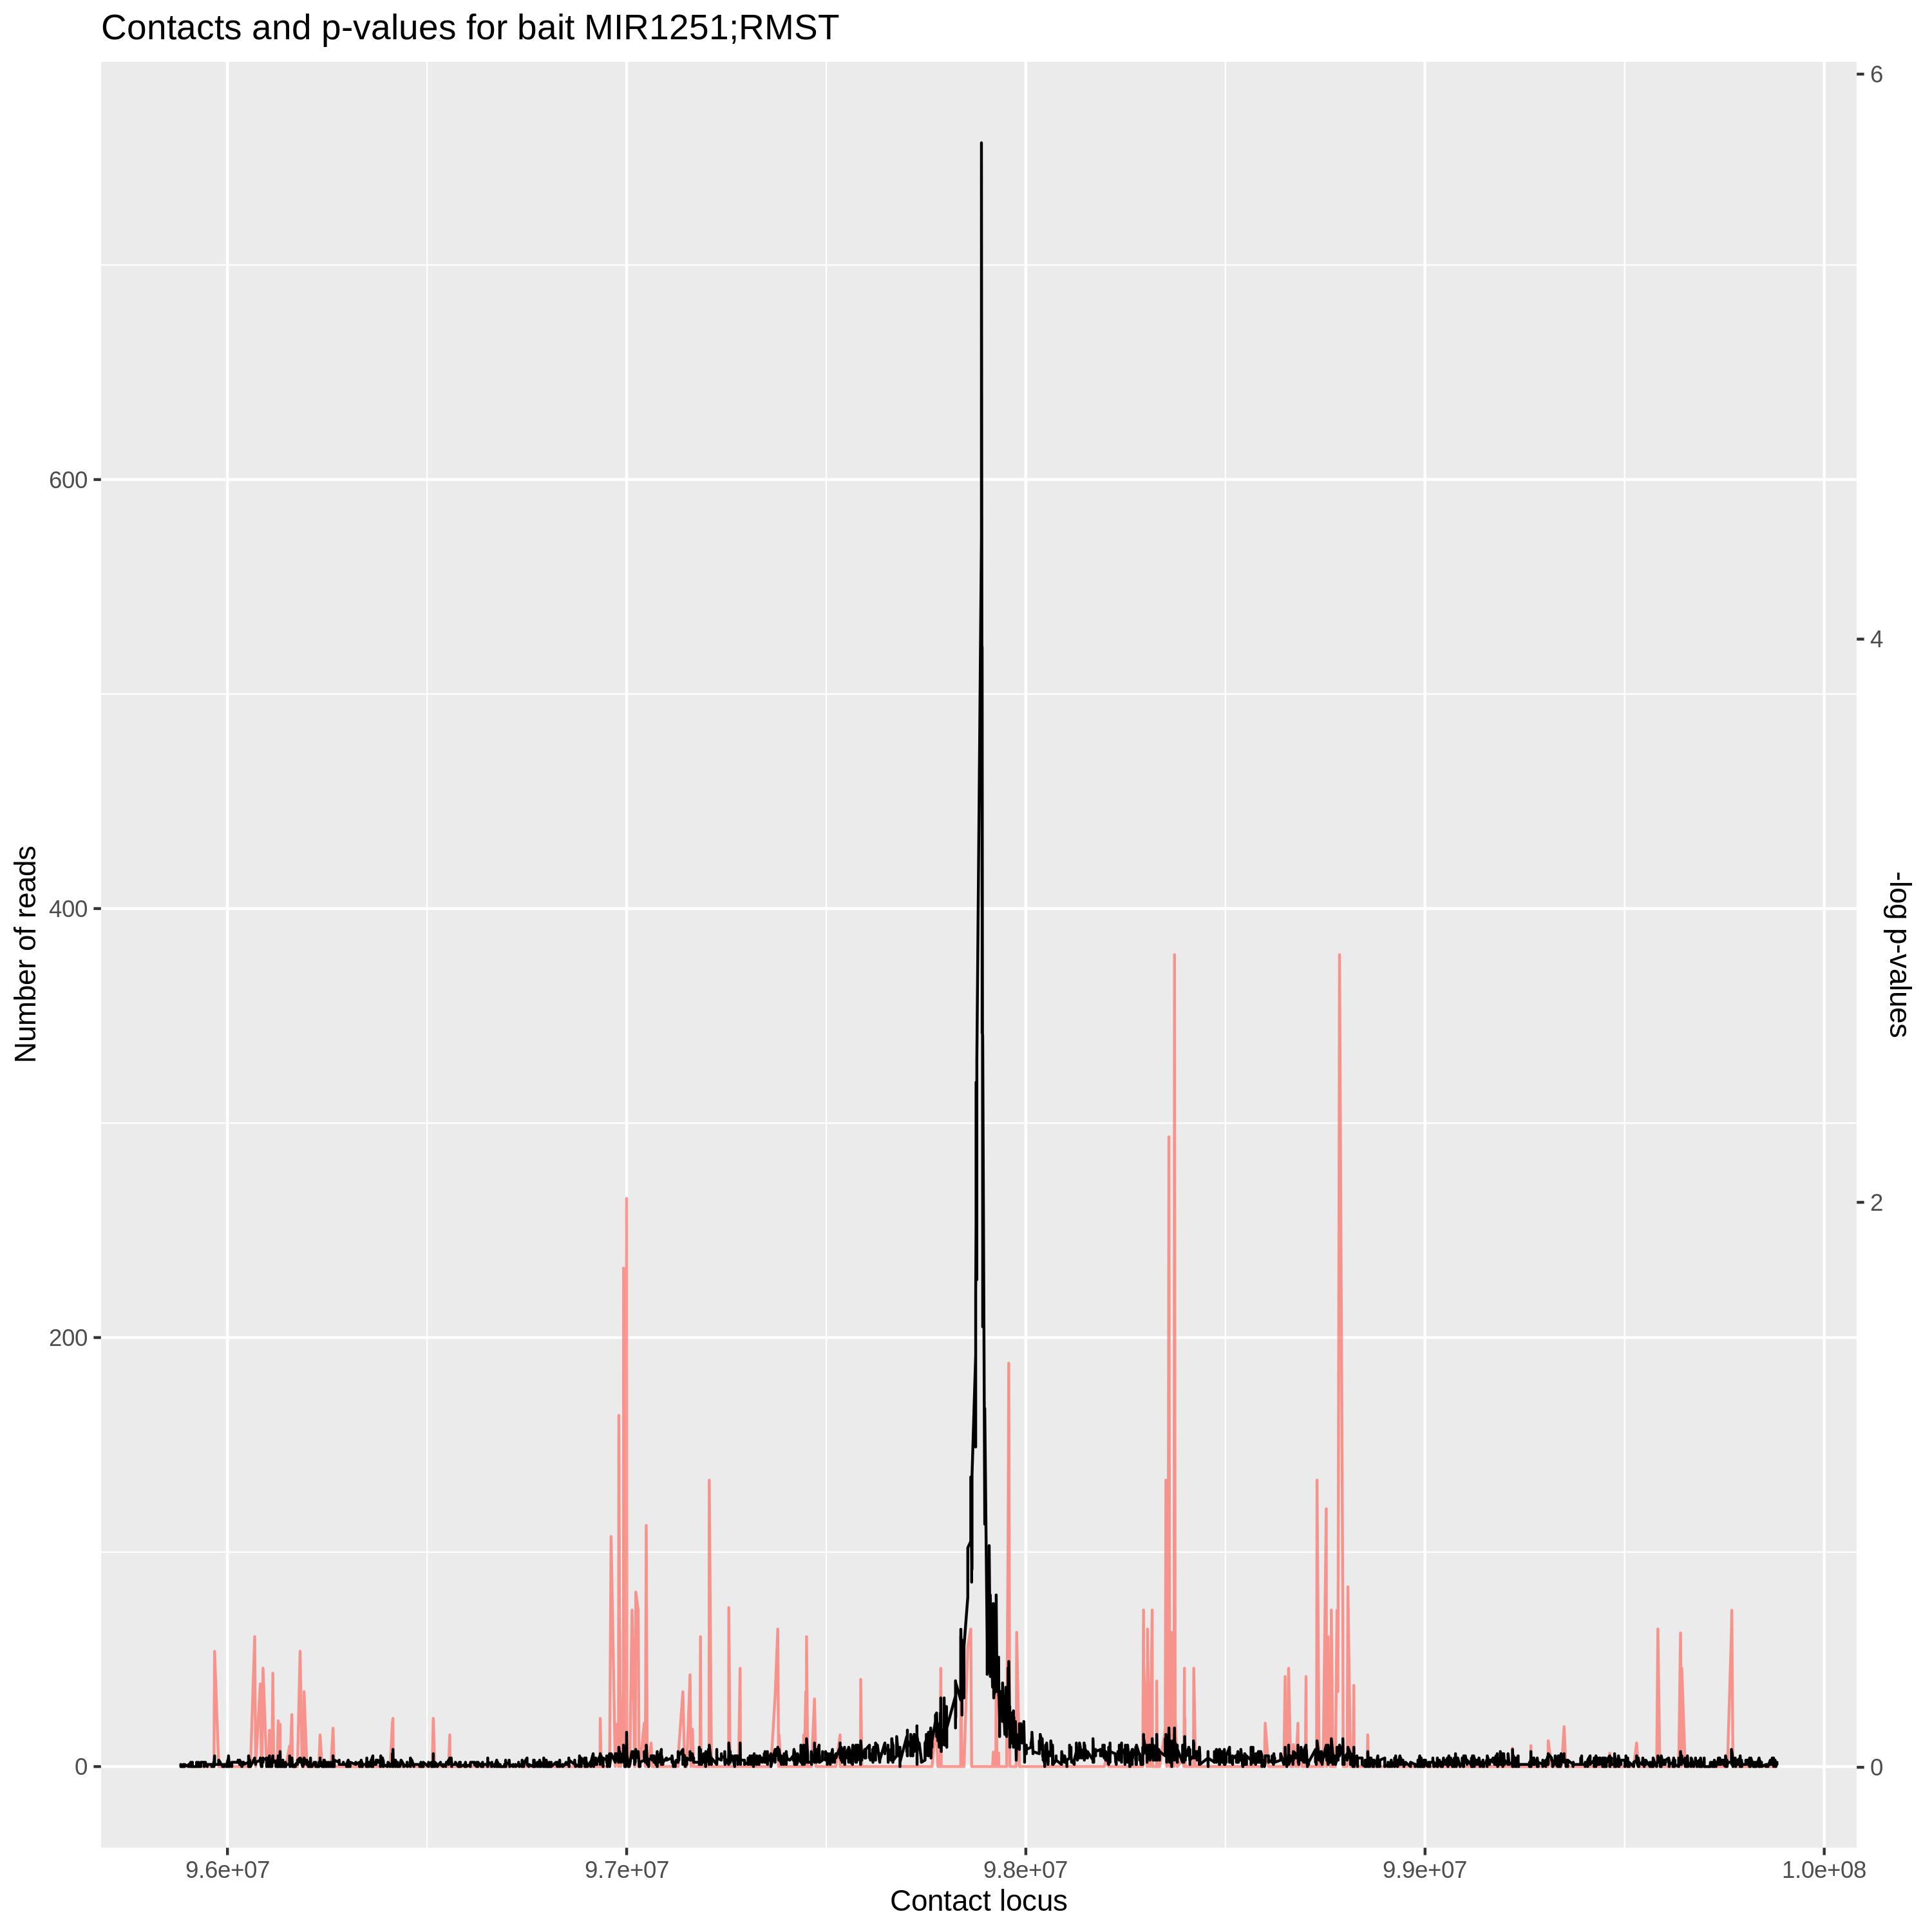 Contacts and p-values for bait MIR1251;RMST
6
600
4
400
Number of reads
-log p-values
2
200
0
0
9.6e+07
9.7e+07
9.8e+07
9.9e+07
1.0e+08
Contact locus